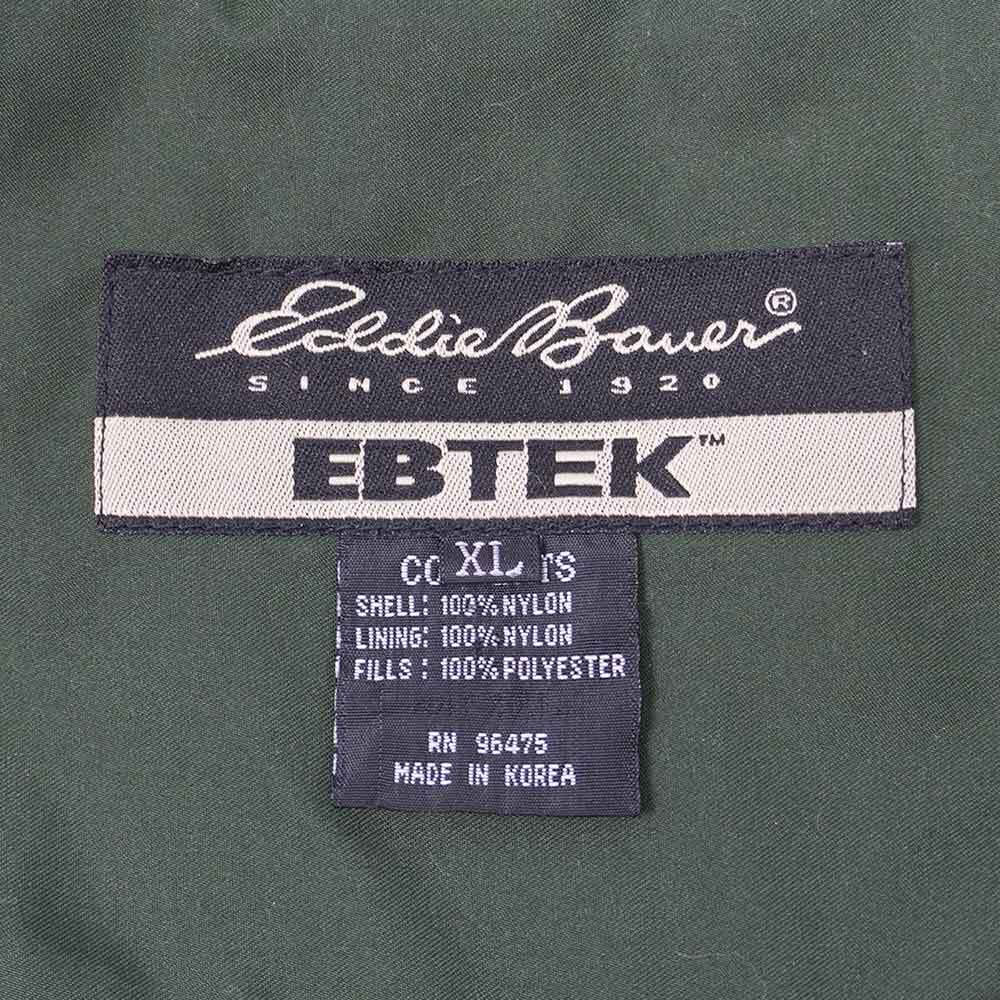 Eddie Bauer®
SINCE 1920
EBTEK™
XL
SHELL: 100% NYLON
LINING: 100% NYLON
FILLS : 100% POLYESTER
RN 96475
MADE IN KOREA